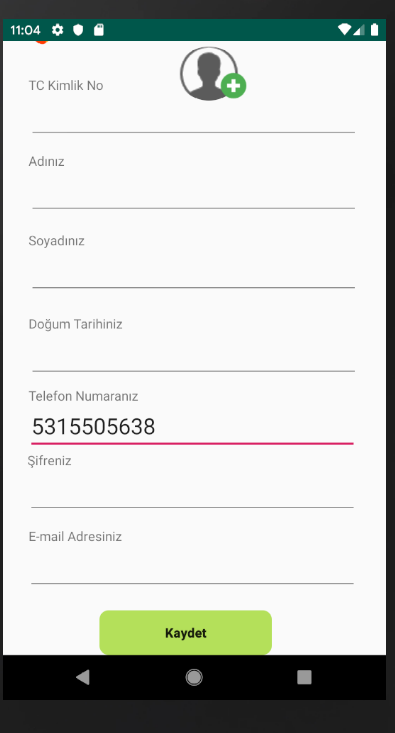 11:04
TC Kimlik No
Adınız
Soyadınız
Doğum Tarihiniz
Telefon Numaranız
5315505638
Şifreniz
E-mail Adresiniz
Kaydet